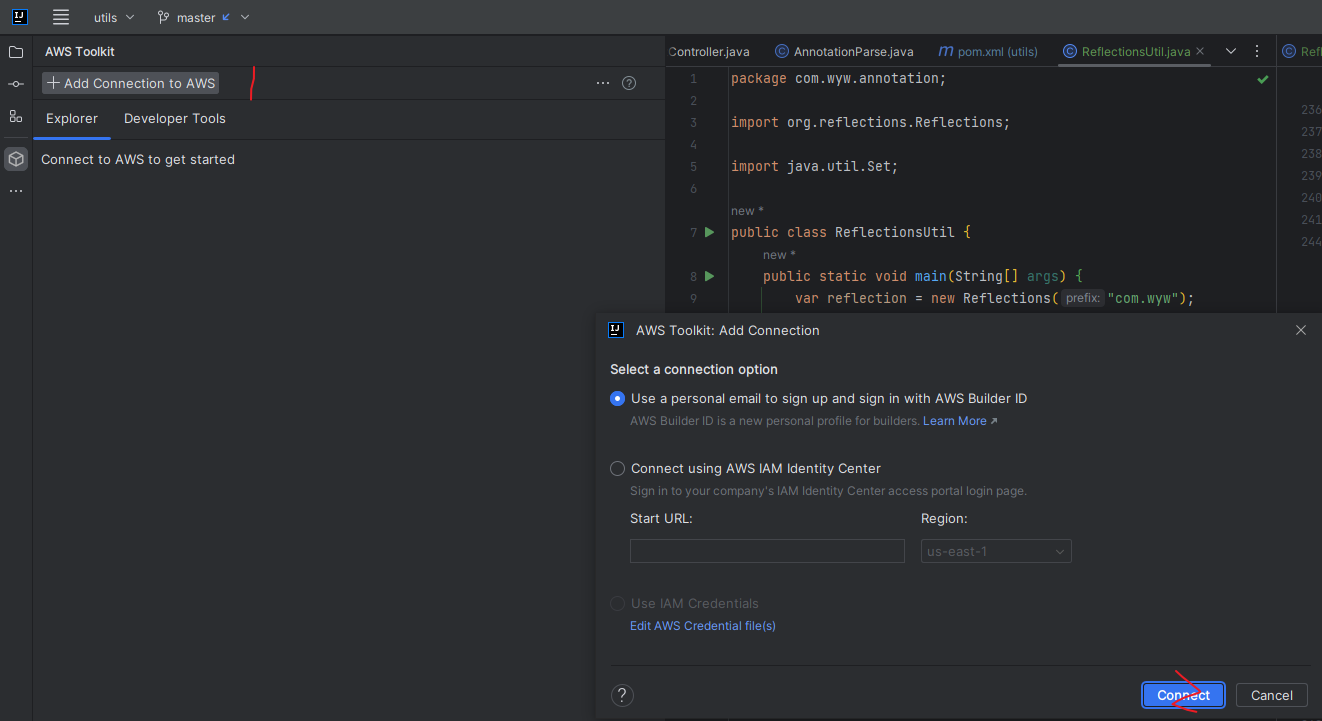 IJ utils master
AWS Toolkit
Add Connection to AWS
Explorer Developer Tools
Connect to AWS to get started
Controller.java AnnotationParse.java pom.xml (utils) ReflectionsUtil.java Refl
1 package com.wyw.annotation;
2
3 import org.reflections.Reflections;
4
5 import java.util.Set;
6
new *
7 public class ReflectionsUtil {
new *
8 public static void main(String[] args) {
9 var reflection = new Reflections( prefix: "com.wyw");
236
237
238
239
240
241
244
IJ AWS Toolkit: Add Connection
Select a connection option
Use a personal email to sign up and sign in with AWS Builder ID
AWS Builder ID is a new personal profile for builders. Learn More
Connect using AWS IAM Identity Center
Sign in to your company's IAM Identity Center access portal login page.
Start URL: Region:
us-east-1
Use IAM Credentials
Edit AWS Credential file(s)
? Connect Cancel